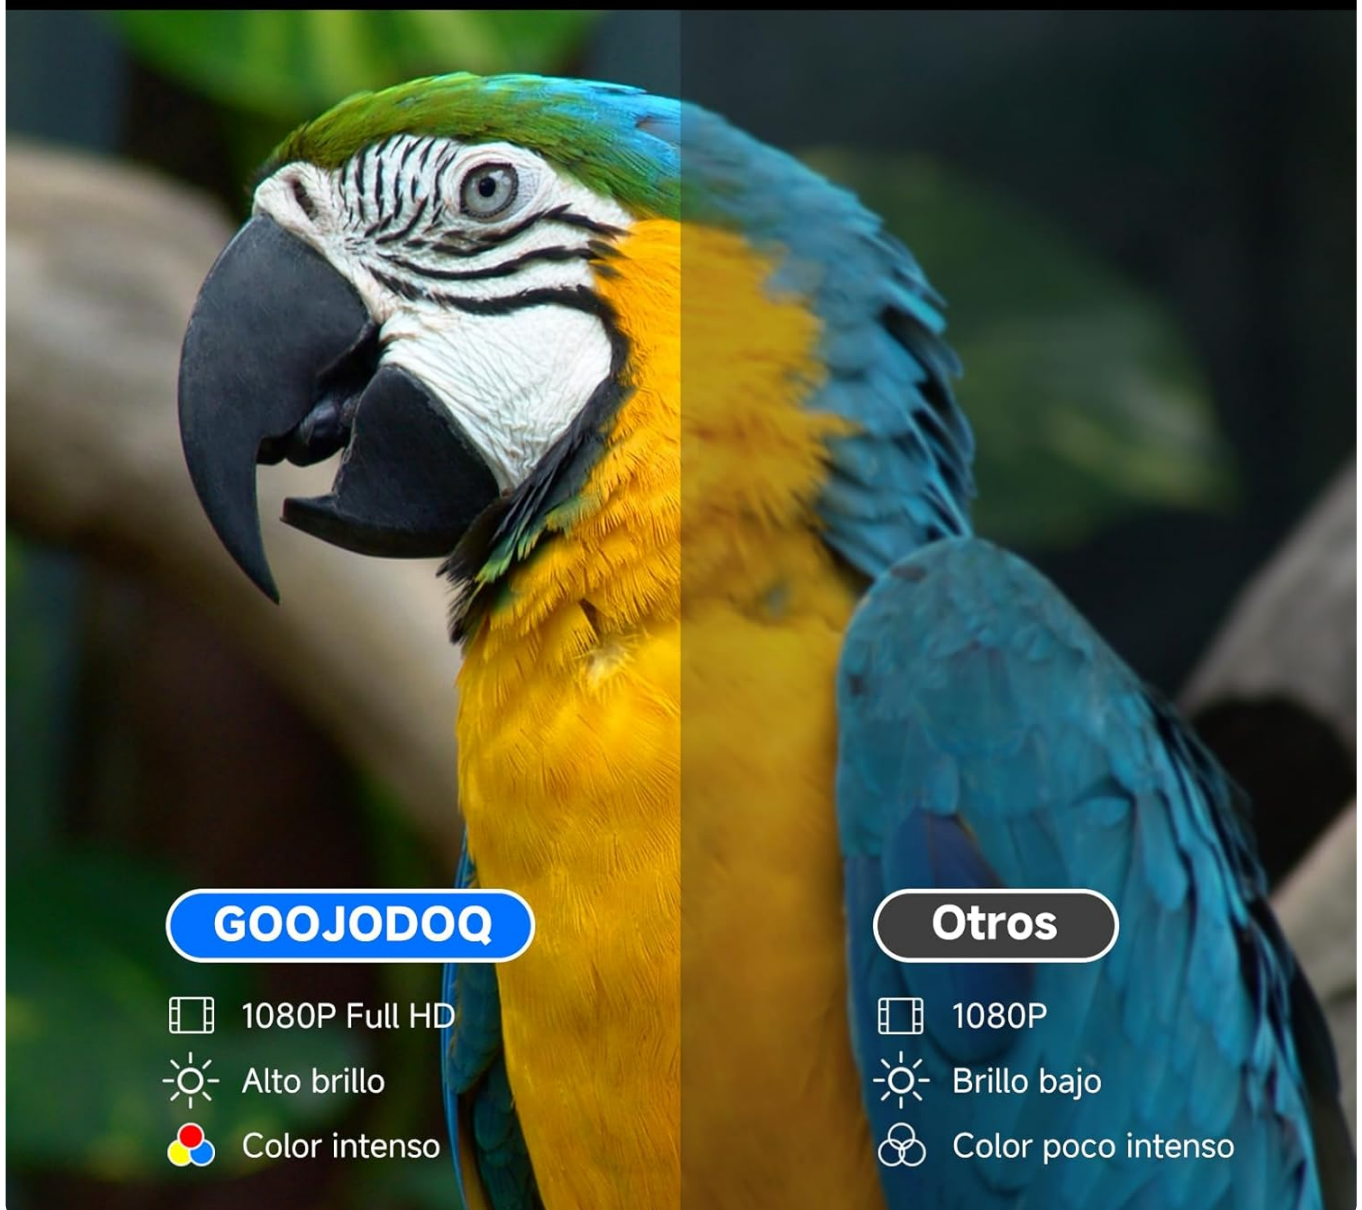 GOOJODOQ
1080P Full HD
Alto brillo
Color intenso
Otros
1080P
Brillo bajo
Color poco intenso